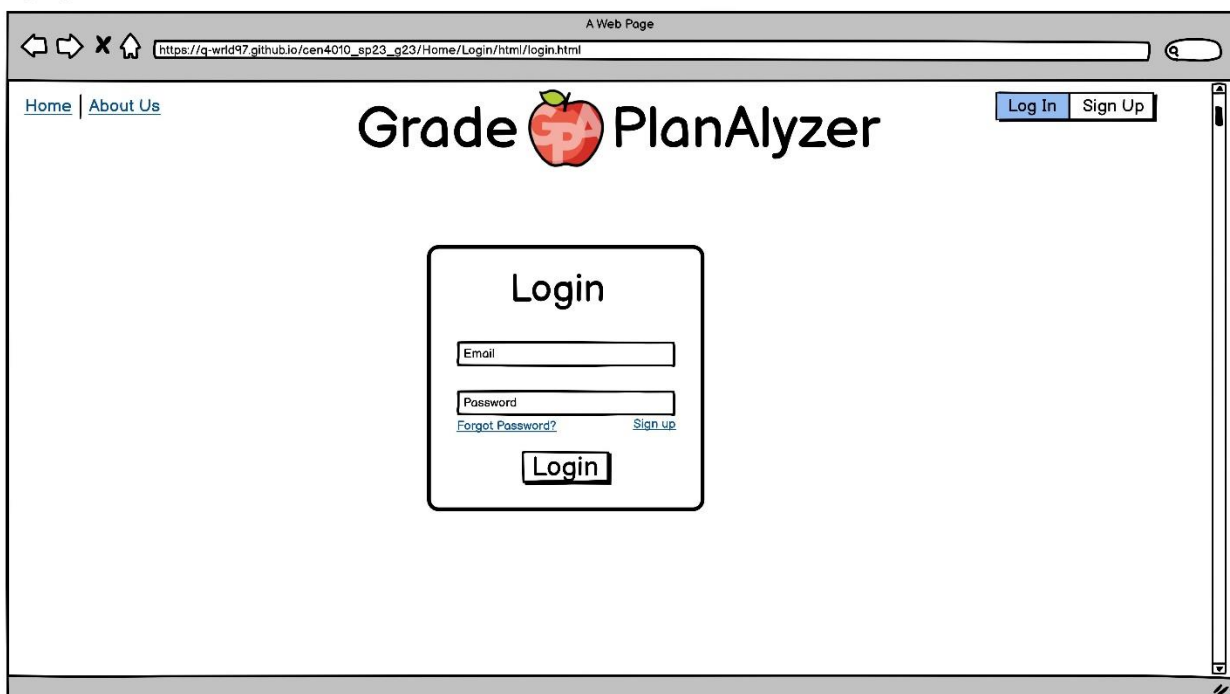 A Web Page
https://q-wrld97.github.io/cen4010_sp23_g23/Home/Login/html/login.html
Home | About Us
Grade GPA PlanAlyzer
Log In Sign Up
Login
Email
Password
Forgot Password? Sign up
Login